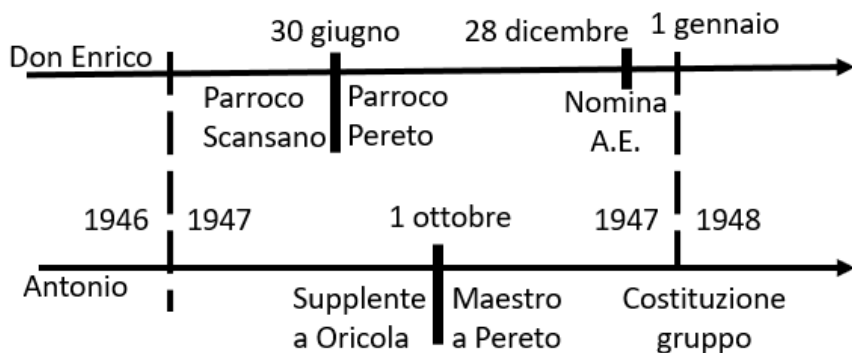 30 giugno 28 dicembre 1 gennaio
Don Enrico
Parroco Parroco Nomina
Scansano Pereto A.E.
1946 1947 1 ottobre 1947 1948
Antonio
Supplente Maestro Costituzione
a Oricola a Pereto gruppo